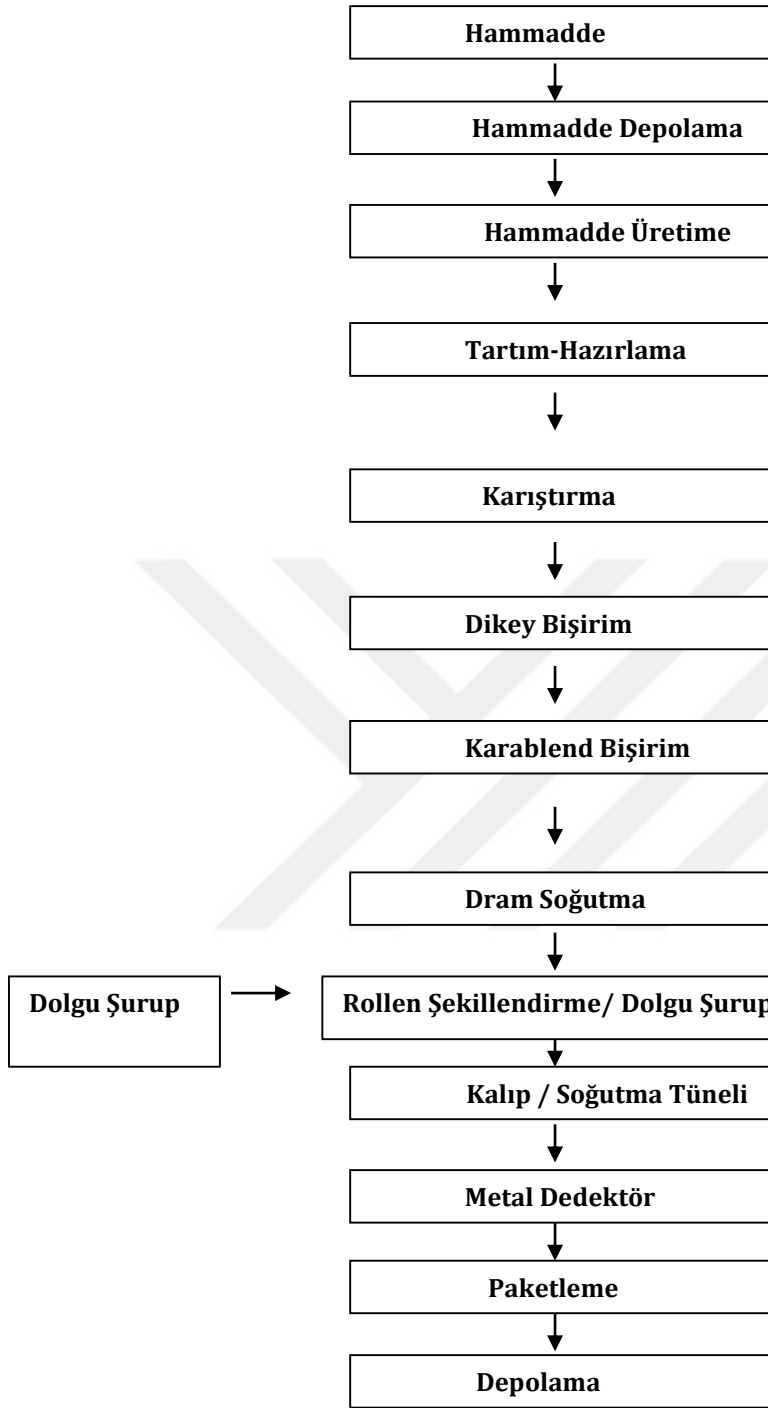 Hammadde
Hammadde Depolama
Hammadde Üretime
Tartım-Hazırlama
Karıştırma
Dikey Bişirim
Karablend Bişirim
Dram Soğutma
Dolgu Şurup
Rollen Şekillendirme/ Dolgu Şurup
Kalıp / Soğutma Tüneli
Metal Dedektör
Paketleme
Depolama